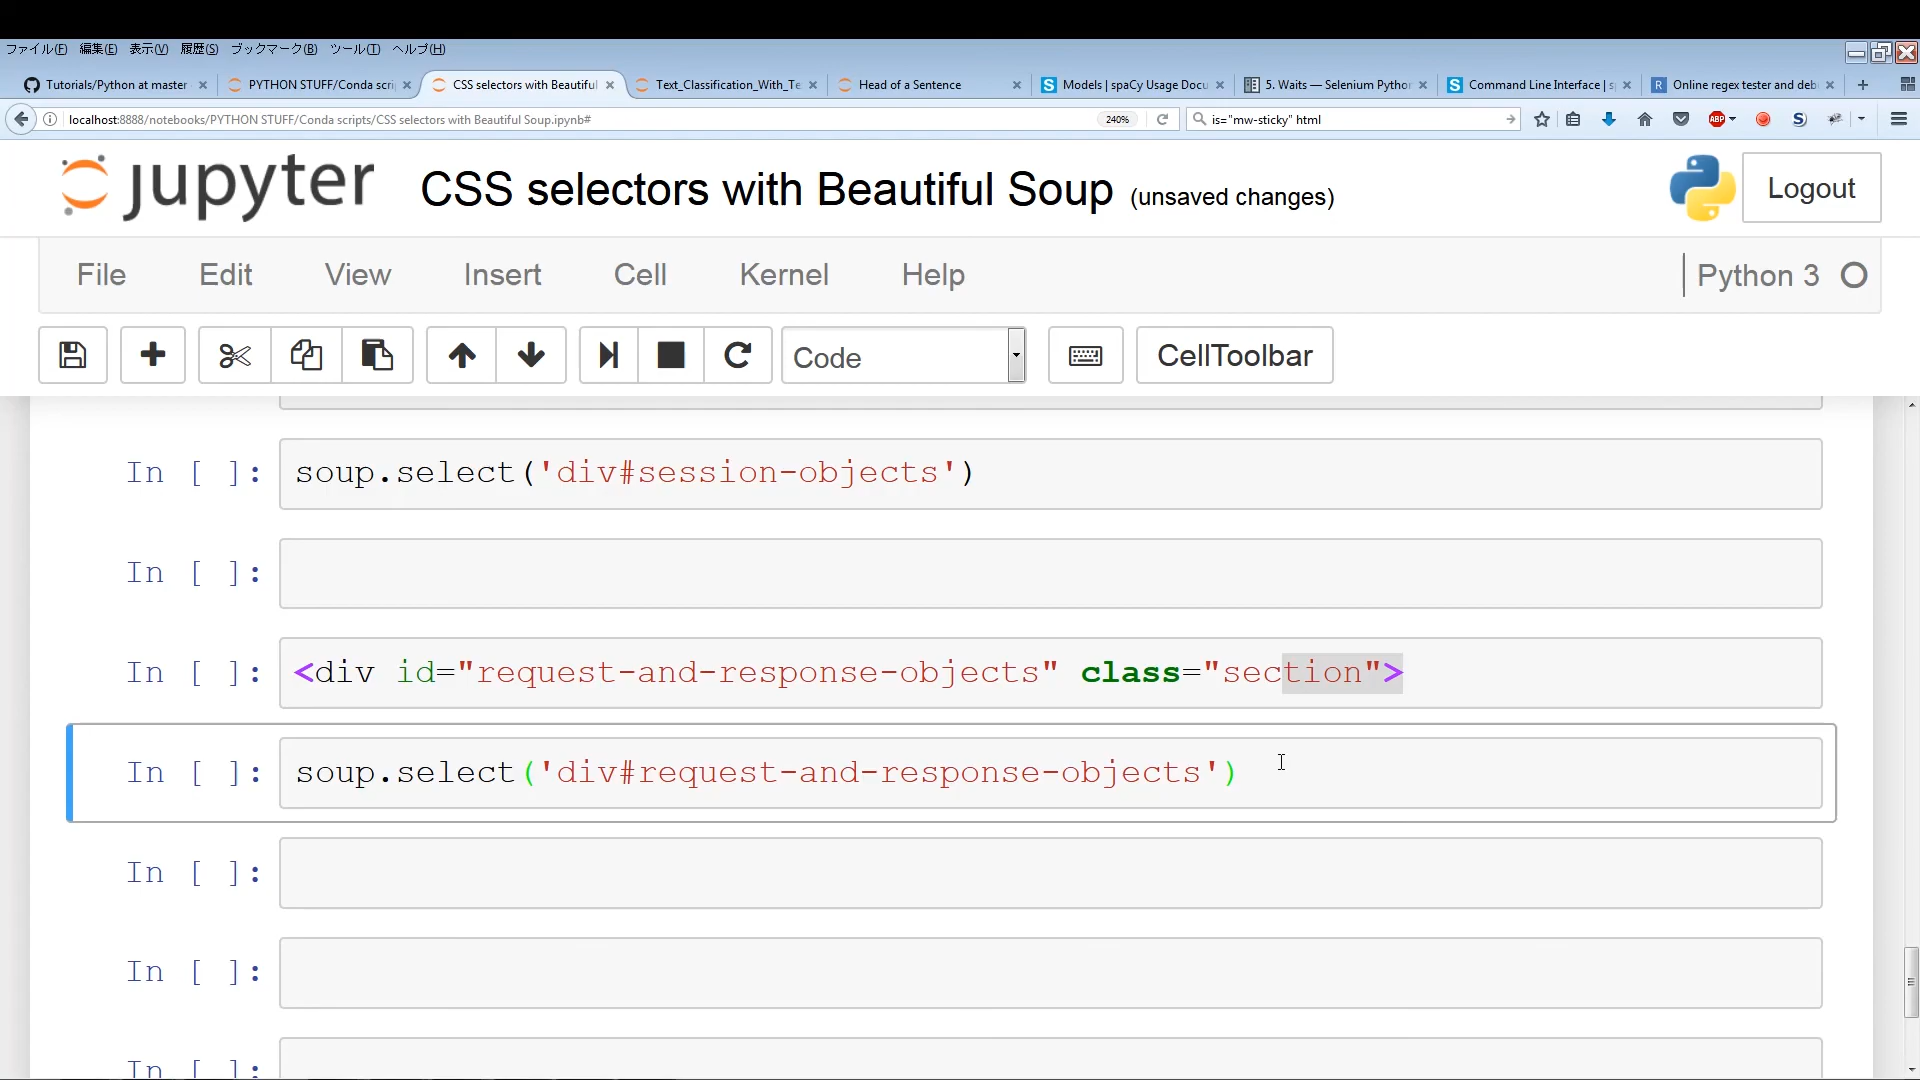 ファイル(F) 編集(E) 表示(V) 履歴(S) ブックマーク(B) ツール(T) ヘルプ(H)
Tutorials/Python at master PYTHON STUFF/Conda scri CSS selectors with Beautiful Text_Classification_With_Te Head of a Sentence Models | spaCy Usage Docu 5. Waits — Selenium Python Command Line Interface | s Online regex tester and deb
localhost:8888/notebooks/PYTHON STUFF/Conda scripts/CSS selectors with Beautiful Soup.ipynb# 240% is="mw-sticky" html ABP S
jupyter CSS selectors with Beautiful Soup (unsaved changes) Logout
File Edit View Insert Cell Kernel Help Python 3
Code CellToolbar
In [ ]: soup.select('div#session-objects')
In [ ]:
In [ ]: <div id="request-and-response-objects" class="section">
In [ ]: soup.select('div#request-and-response-objects')
In [ ]:
In [ ]:
In [ ]: